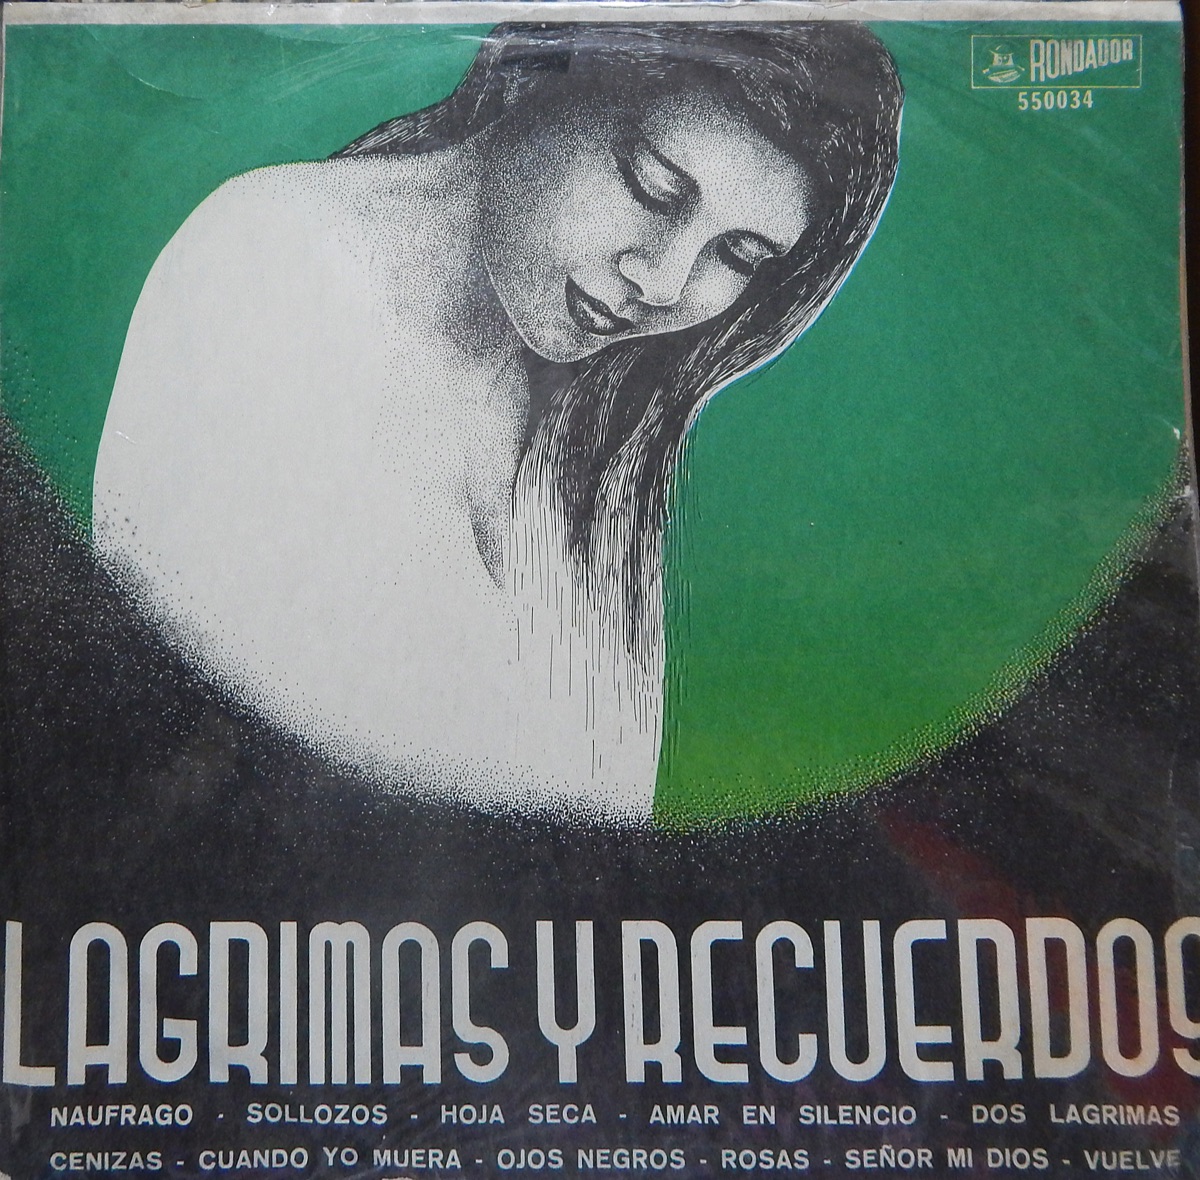 RONDADOR
550034
LAGRIMAS Y RECUERDOS
NAUFRAGO - SOLLOZOS - HOJA SECA - AMAR EN SILENCIO - DOS LAGRIMAS
CENIZAS - CUANDO YO MUERA - OJOS NEGROS - ROSAS - SEÑOR MI DIOS - VUELVE